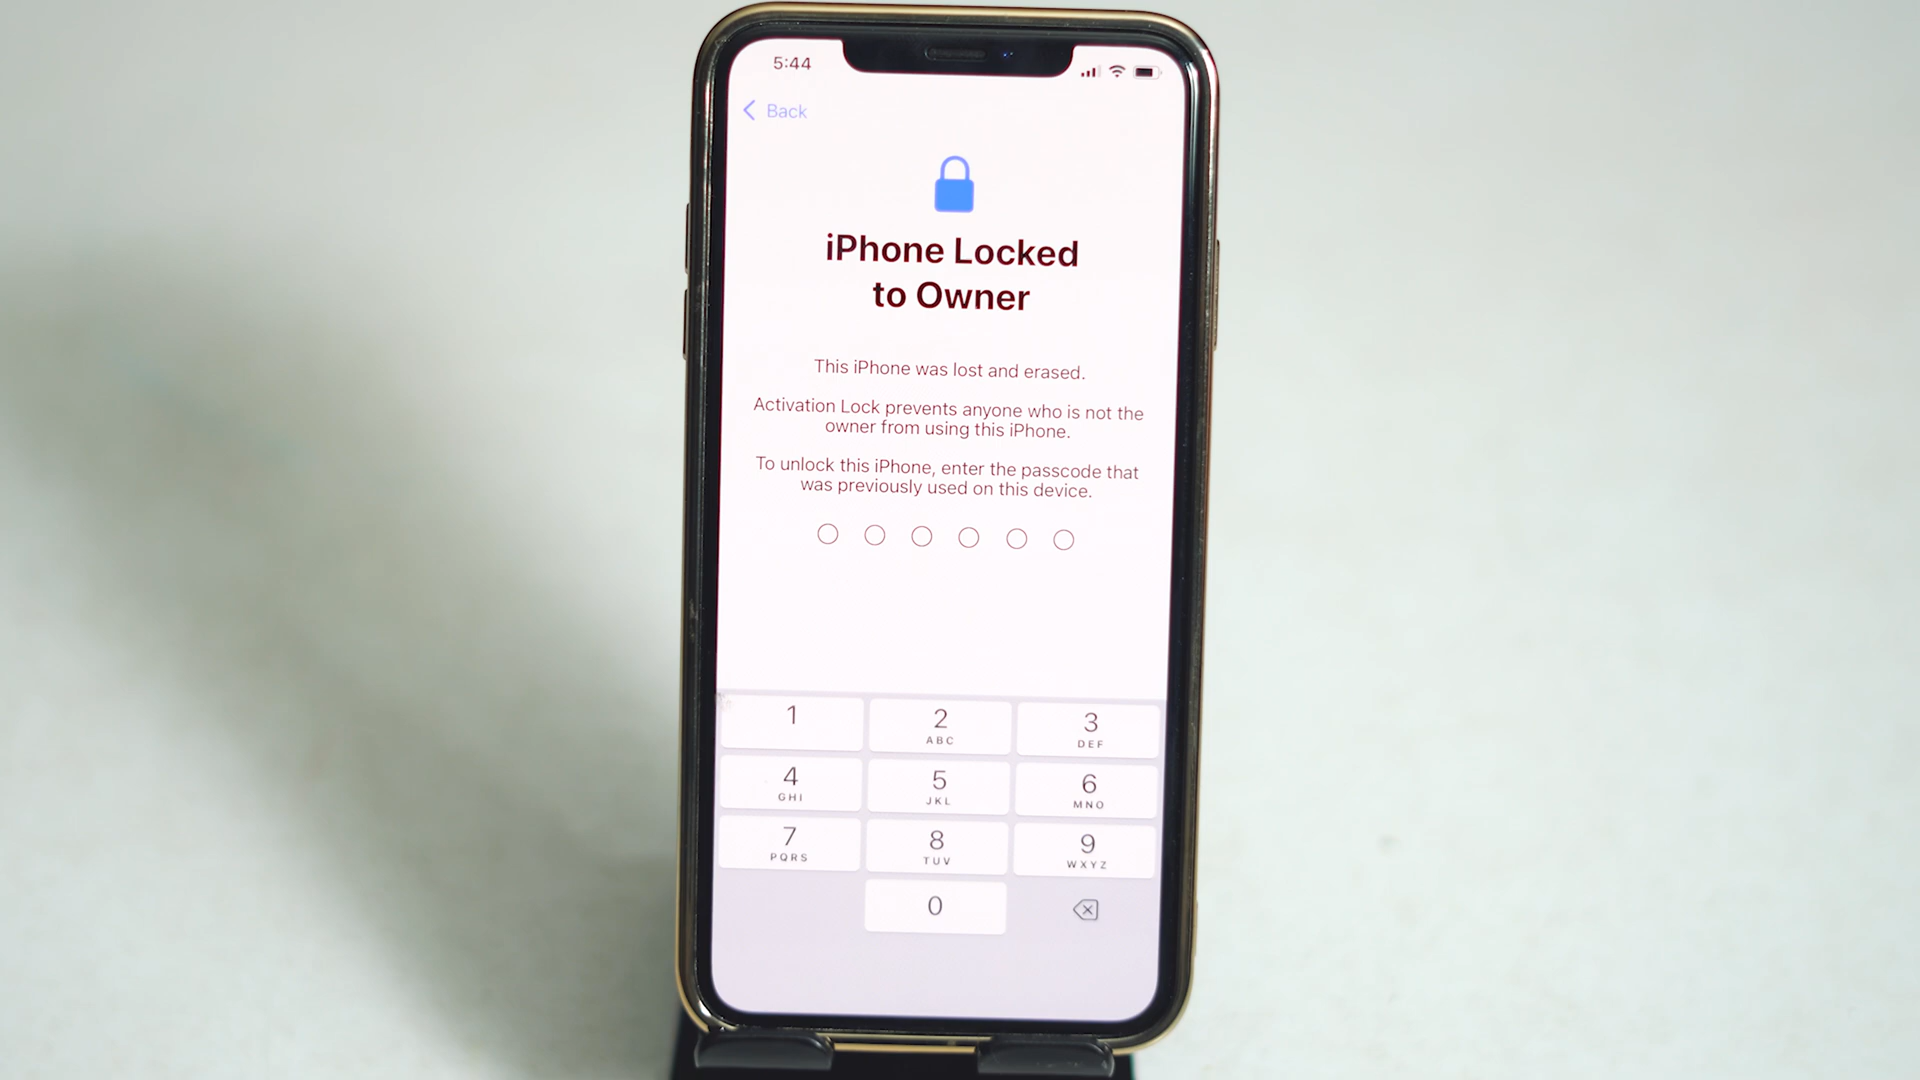 5:44
Back
iPhone Locked
to Owner
This iPhone was lost and erased.
Activation Lock prevents anyone who is not the
owner from using this iPhone.
To unlock this iPhone, enter the passcode that
was previously used on this device.
1
2
3
ABC
DEF
4
5
6
GHI
JKL
MNO
7
8
9
PQRS
TUV
WXYZ
0